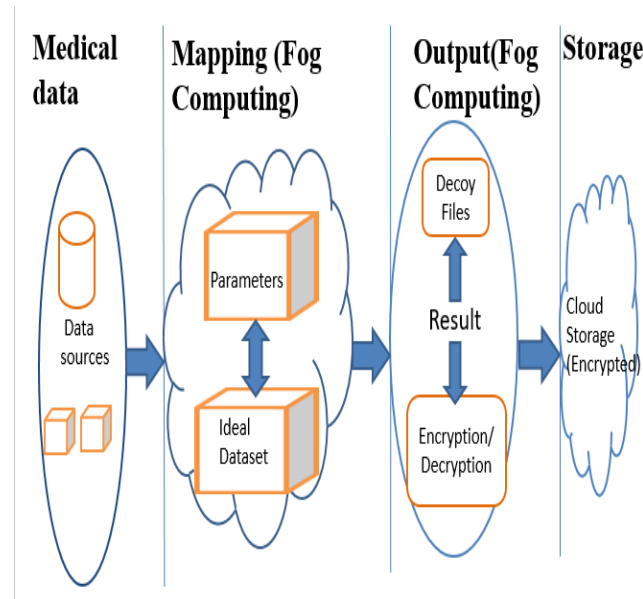 Medical
data
Mapping (Fog
Computing)
Output(Fog
Computing)
Storage
Data
sources
Parameters
Ideal
Dataset
Decoy
Files
Result
Encryption/
Decryption
Cloud
Storage
(Encrypted)